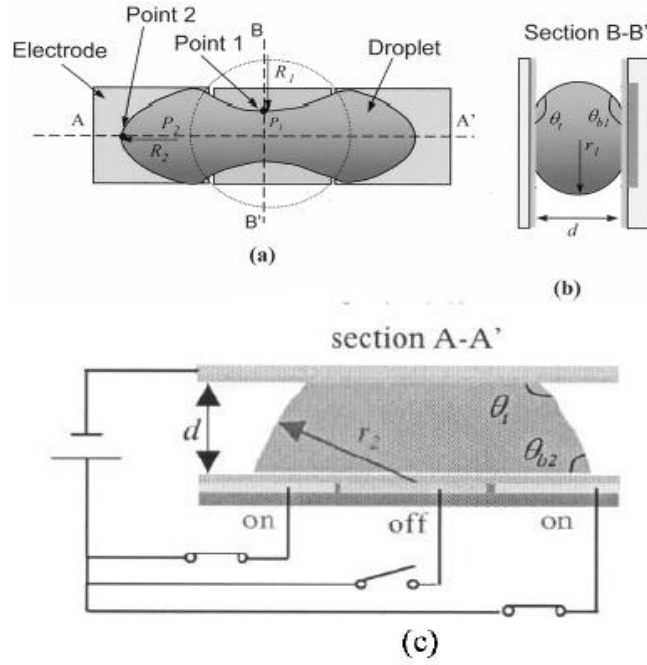 Point 2
Point 1
B
Electrode
R1
Droplet
A
P2
P1
A'
R2
B'
(a)
Section B-B'
θt
θb1
r1
d
(b)
section A-A'
d
r2
θt
θb2
on
off
on
(c)